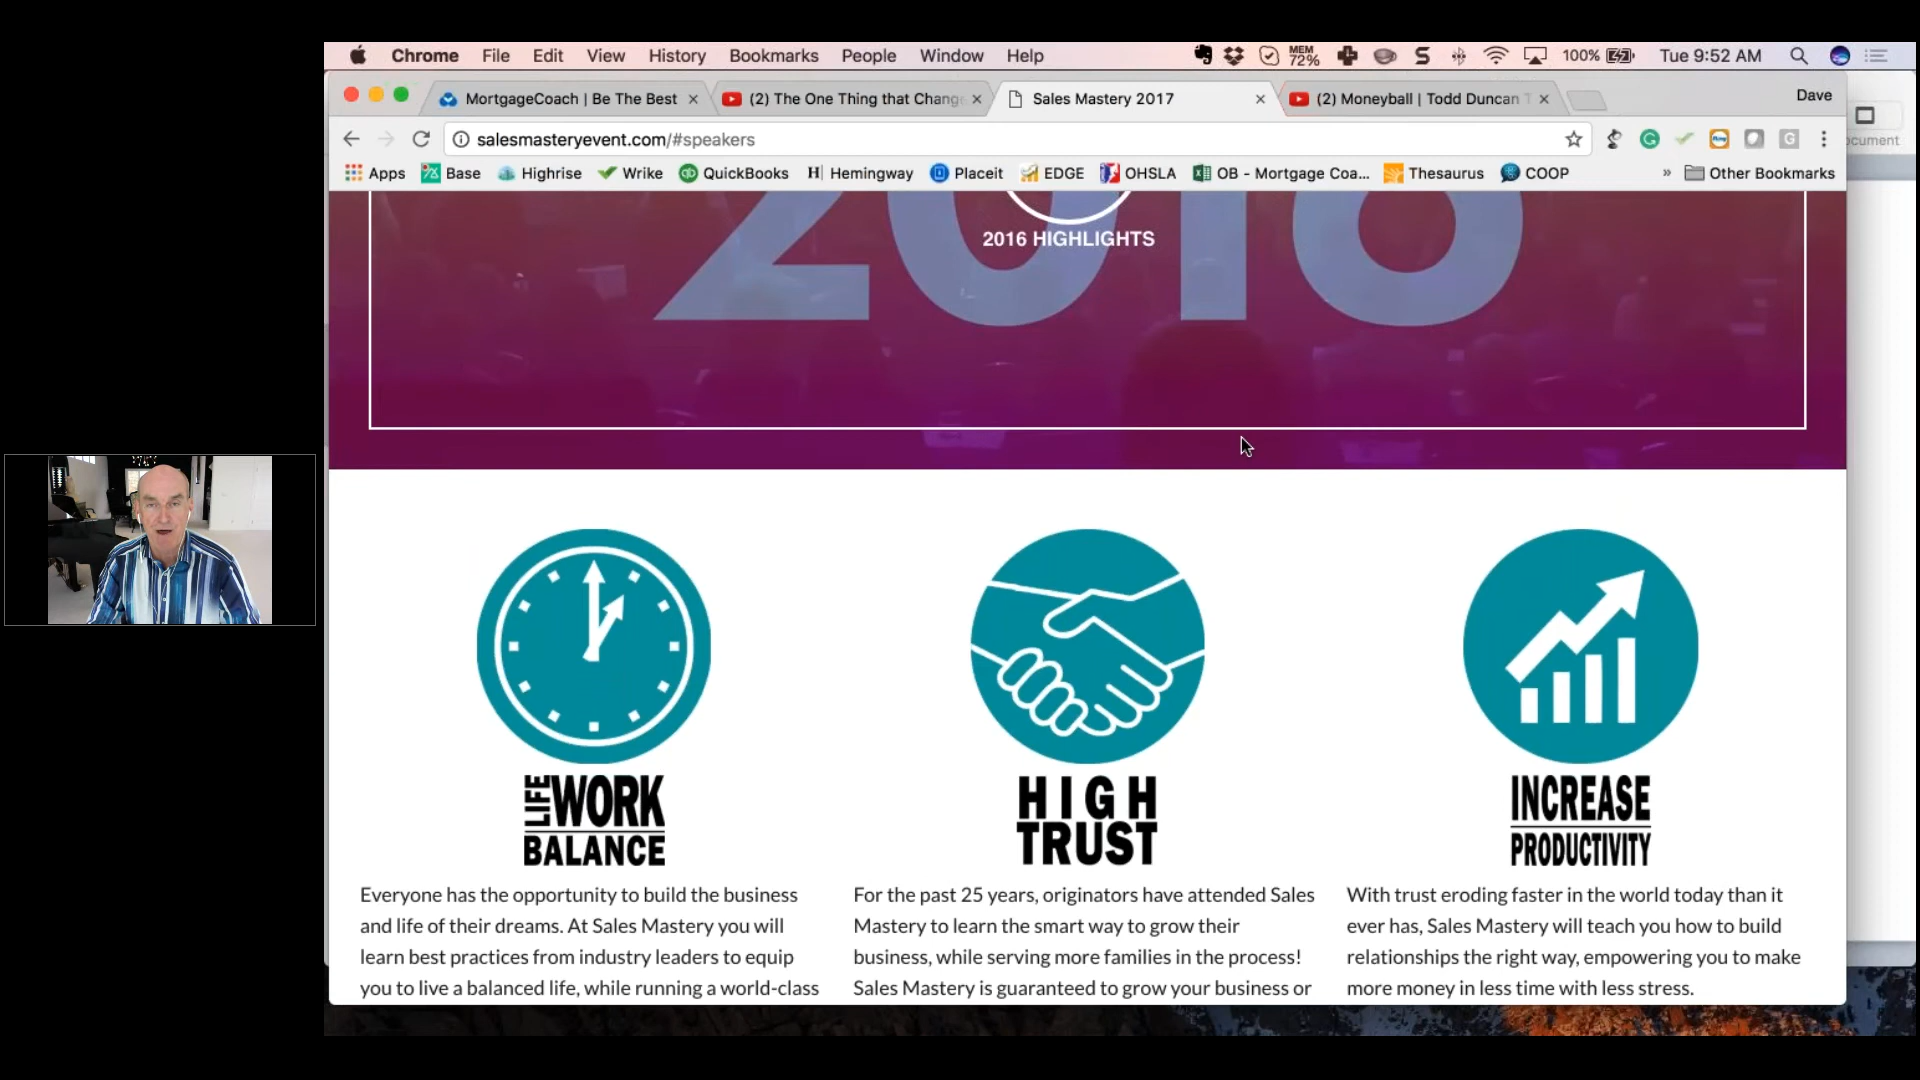 Chrome File Edit View History Bookmarks People Window Help MEM 72% 100% Tue 9:52 AM
MortgageCoach | Be The Best
(2) The One Thing that Chang
Sales Mastery 2017
(2) Moneyball | Todd Duncan T
Dave
salesmasteryevent.com/#speakers
cument
Apps Base Highrise Wrike QuickBooks Hemingway Placeit EDGE OHSLA OB - Mortgage Coa... Thesaurus COOP » Other Bookmarks
2016
2016 HIGHLIGHTS
LIFE WORK
BALANCE
HIGH
TRUST
INCREASE
PRODUCTIVITY
Everyone has the opportunity to build the business
and life of their dreams. At Sales Mastery you will
learn best practices from industry leaders to equip
you to live a balanced life, while running a world-class
For the past 25 years, originators have attended Sales
Mastery to learn the smart way to grow their
business, while serving more families in the process!
Sales Mastery is guaranteed to grow your business or
With trust eroding faster in the world today than it
ever has, Sales Mastery will teach you how to build
relationships the right way, empowering you to make
more money in less time with less stress.